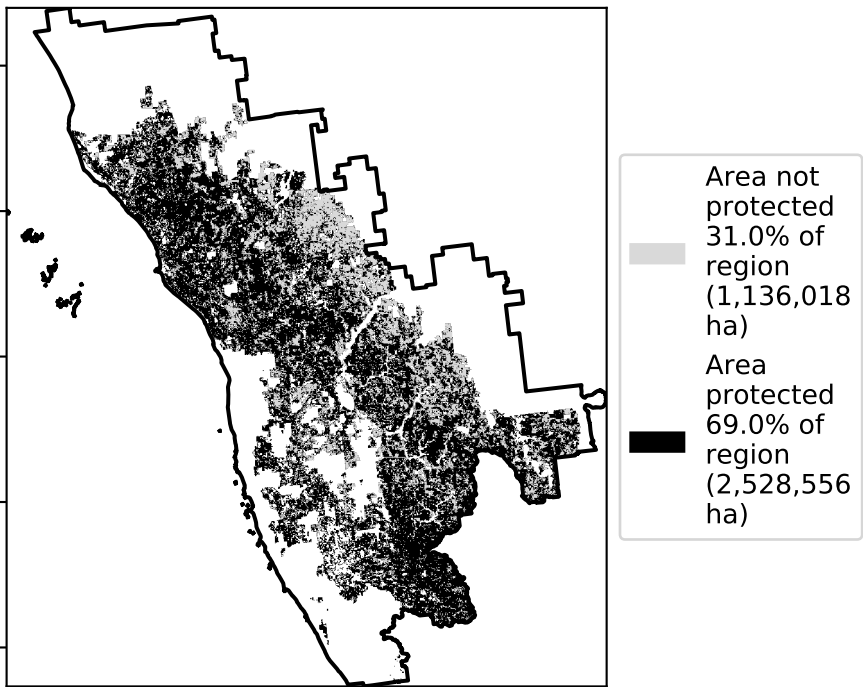 Area not
protected
31.0% of
region
(1,136,018
ha)
Area
protected
69.0% of
region
(2,528,556
ha)